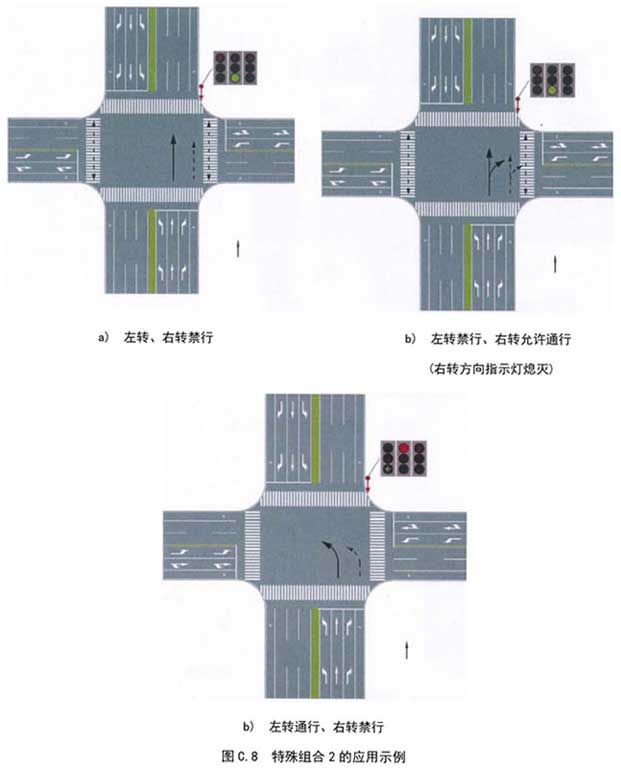 a) 左转、右转禁行
b) 左转禁行、右转允许通行
(右转方向指示灯熄灭)
b) 左转通行、右转禁行
图 C.8 特殊组合 2 的应用示例